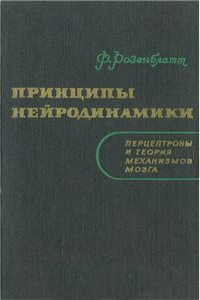 Ф. Розенблатт
ПРИНЦИПЫ
НЕЙРОДИНАМИКИ
ПЕРЦЕПТРОНЫ
И ТЕОРИЯ
МЕХАНИЗМОВ
МОЗГА